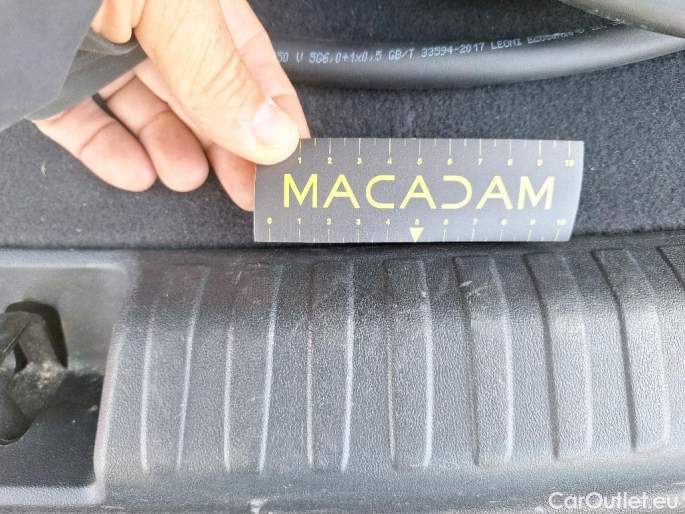 50 V 5G6,0+1x0,5 GB/T 33594-2017 LEONI
1 2 3 4 5 6 7 8 9 10
MACADAM
0 1 2 3 4 5 6 7 8 9 10
CarOutlet.eu